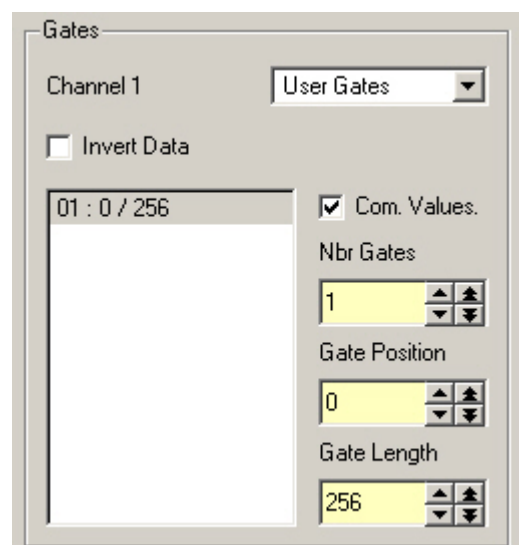 Gates
Channel 1 User Gates
Invert Data
01 : 0 / 256
Com. Values.
Nbr Gates
1
Gate Position
0
Gate Length
256